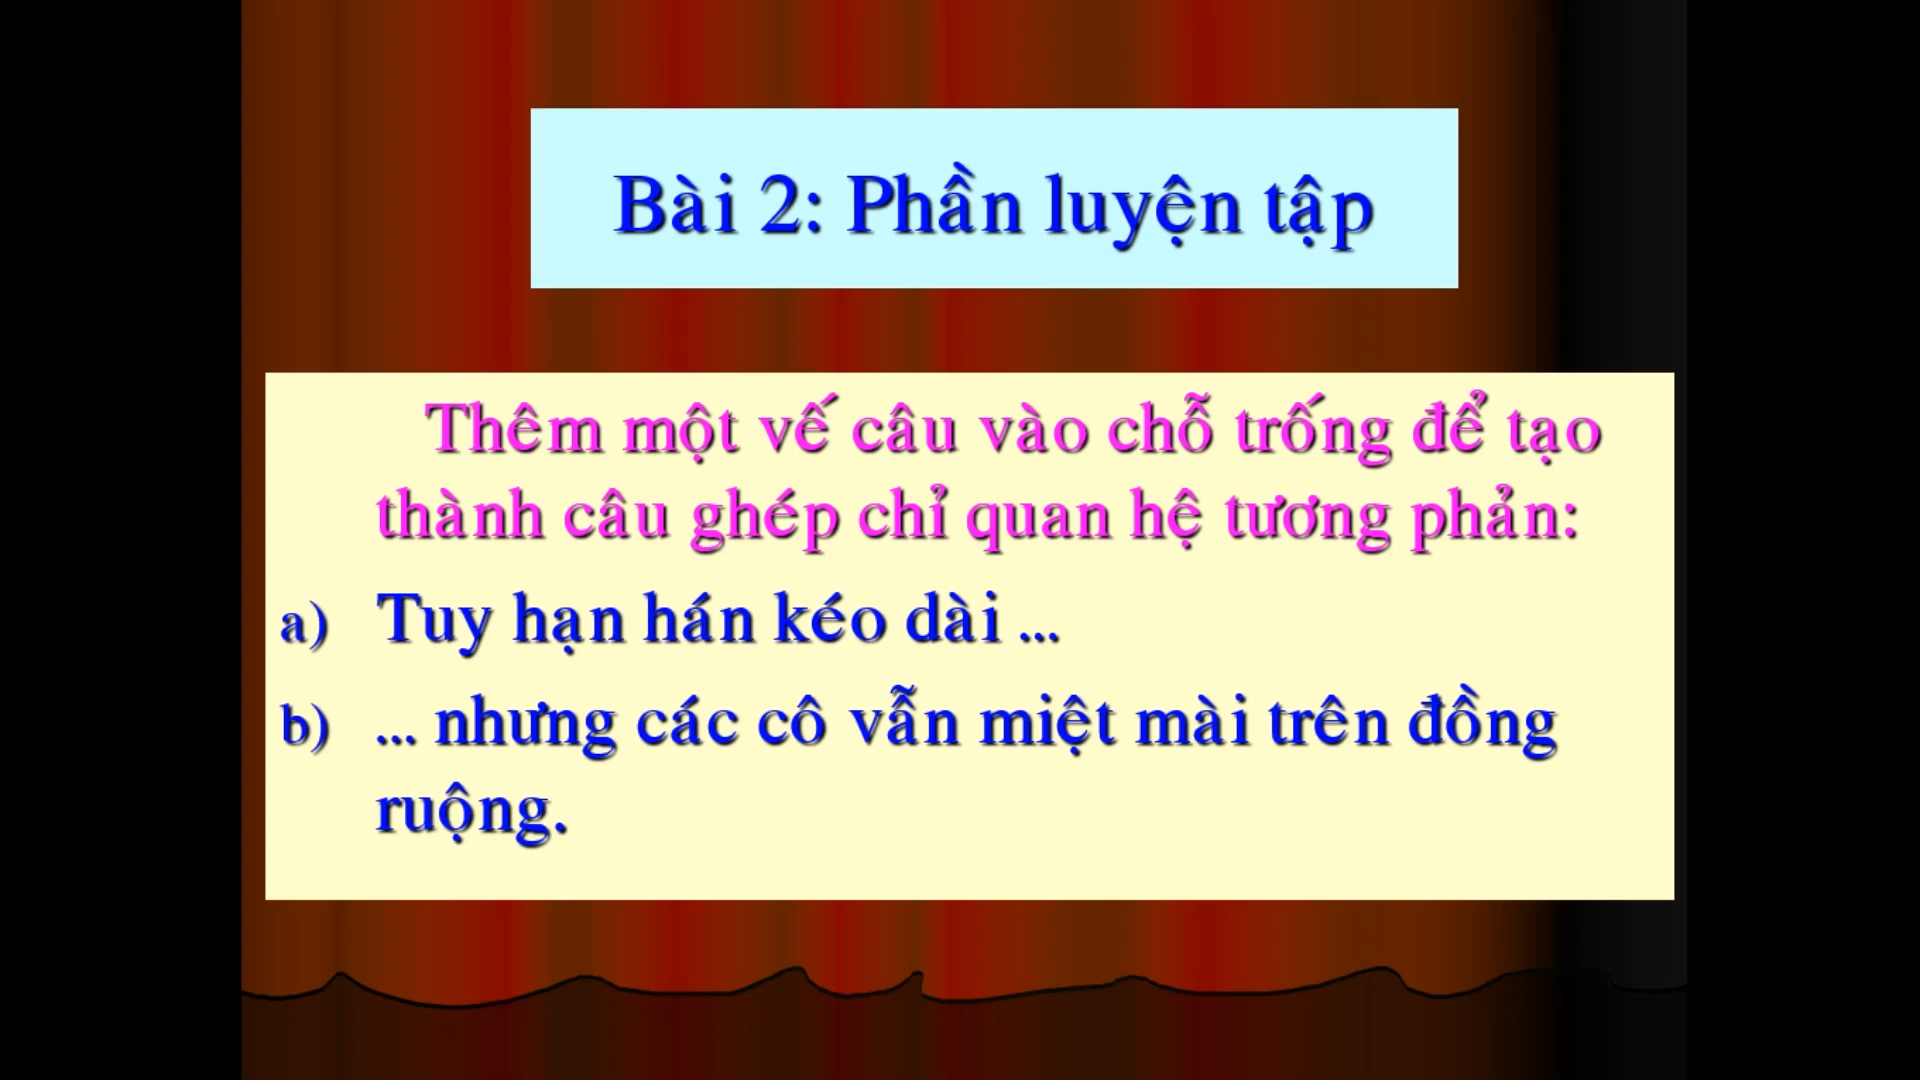 Bài 2: Phần luyện tập
Thêm một vế câu vào chỗ trống để tạo
thành câu ghép chỉ quan hệ tương phản:
a) Tuy hạn hán kéo dài ...
b) ... nhưng các cô vẫn miệt mài trên đồng
ruộng.